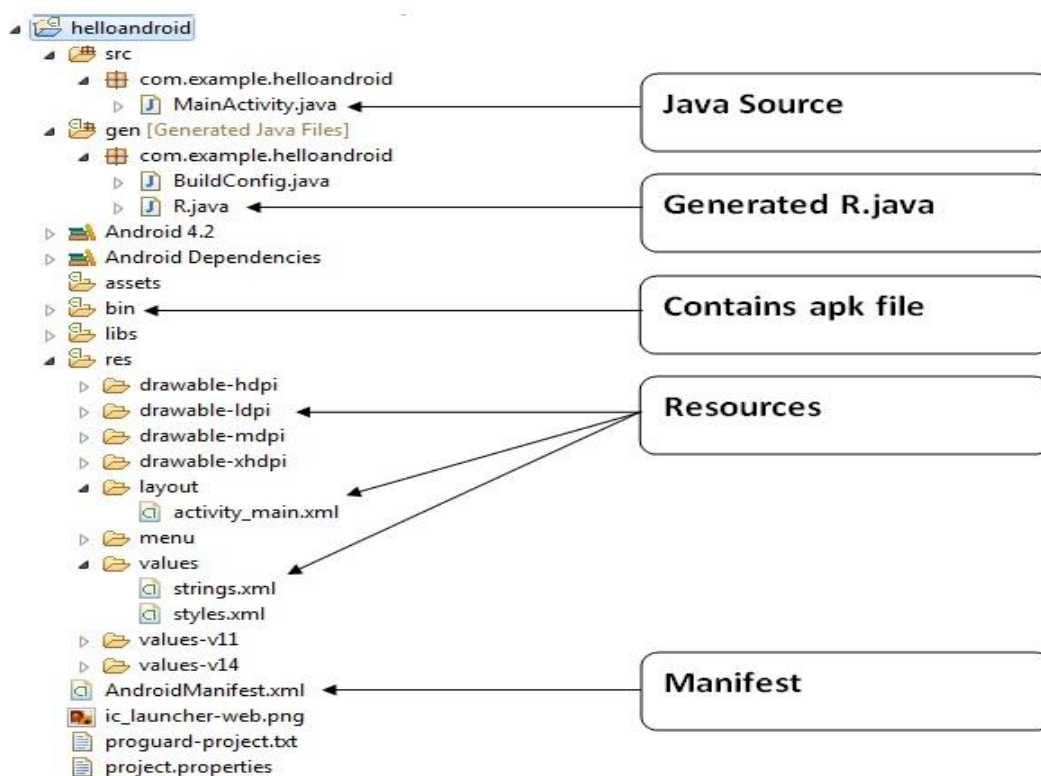 helloandroid
src
com.example.helloandroid
MainActivity.java
Java Source
gen [Generated Java Files]
com.example.helloandroid
BuildConfig.java
R.java
Generated R.java
Android 4.2
Android Dependencies
assets
bin
Contains apk file
libs
res
drawable-hdpi
drawable-ldpi
Resources
drawable-mdpi
drawable-xhdpi
layout
activity_main.xml
menu
values
strings.xml
styles.xml
values-v11
values-v14
AndroidManifest.xml
Manifest
ic_launcher-web.png
proguard-project.txt
project.properties